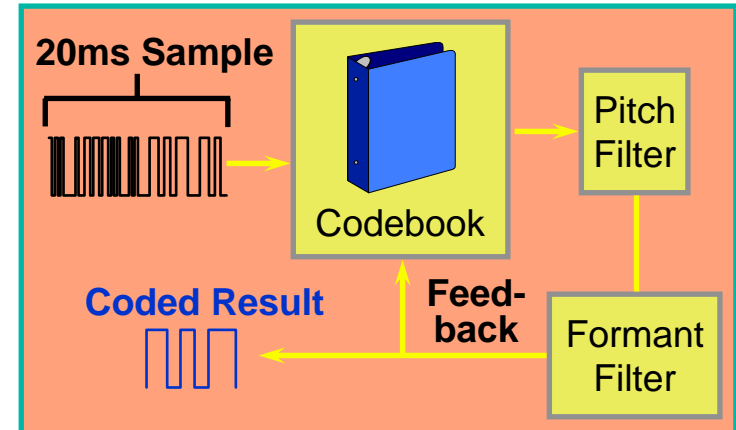 20ms Sample
Codebook
Pitch
Filter
Coded Result
Feed-
back
Formant
Filter